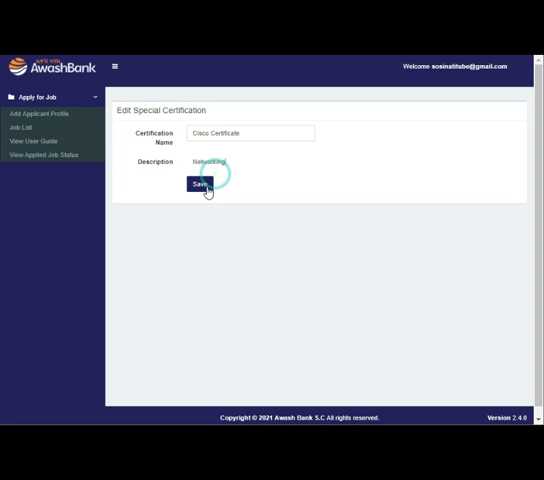 AwashBank
Welcome sosinatitube@gmail.com
Apply for Job
Add Applicant Profile
Job List
View User Guide
View Applied Job Status
Edit Special Certification
Certification
Name
Cisco Certificate
Description
Networking
Save
Copyright © 2021 Awash Bank S.C All rights reserved.
Version 2.4.0